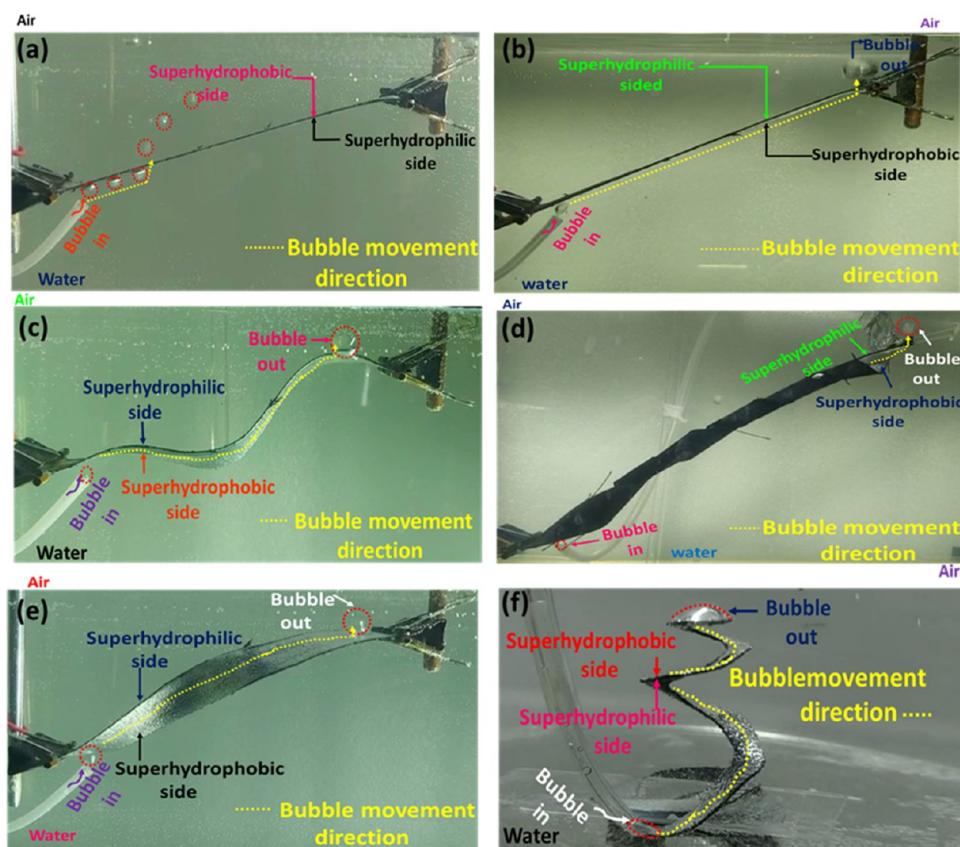 Air
(a)
Superhydrophobic
side
Superhydrophilic
side
Bubble
in
Bubble movement
direction
Water
Air
(b)
Bubble
out
Superhydrophilic
sided
Superhydrophobic
side
Bubble
in
Bubble movement
direction
water
Air
(c)
Bubble
out
Superhydrophilic
side
Superhydrophobic
side
Bubble
in
Bubble movement
direction
Water
Air
(d)
Superhydrophilic
side
Bubble
out
Superhydrophobic
side
Bubble
in
Bubble movement
direction
water
Air
(e)
Bubble
out
Superhydrophilic
side
Superhydrophobic
side
Bubble
in
Bubble movement
direction
Water
Air
(f)
Bubble
out
Superhydrophobic
side
Superhydrophilic
side
Bubblemovement
direction
Bubble
in
Water